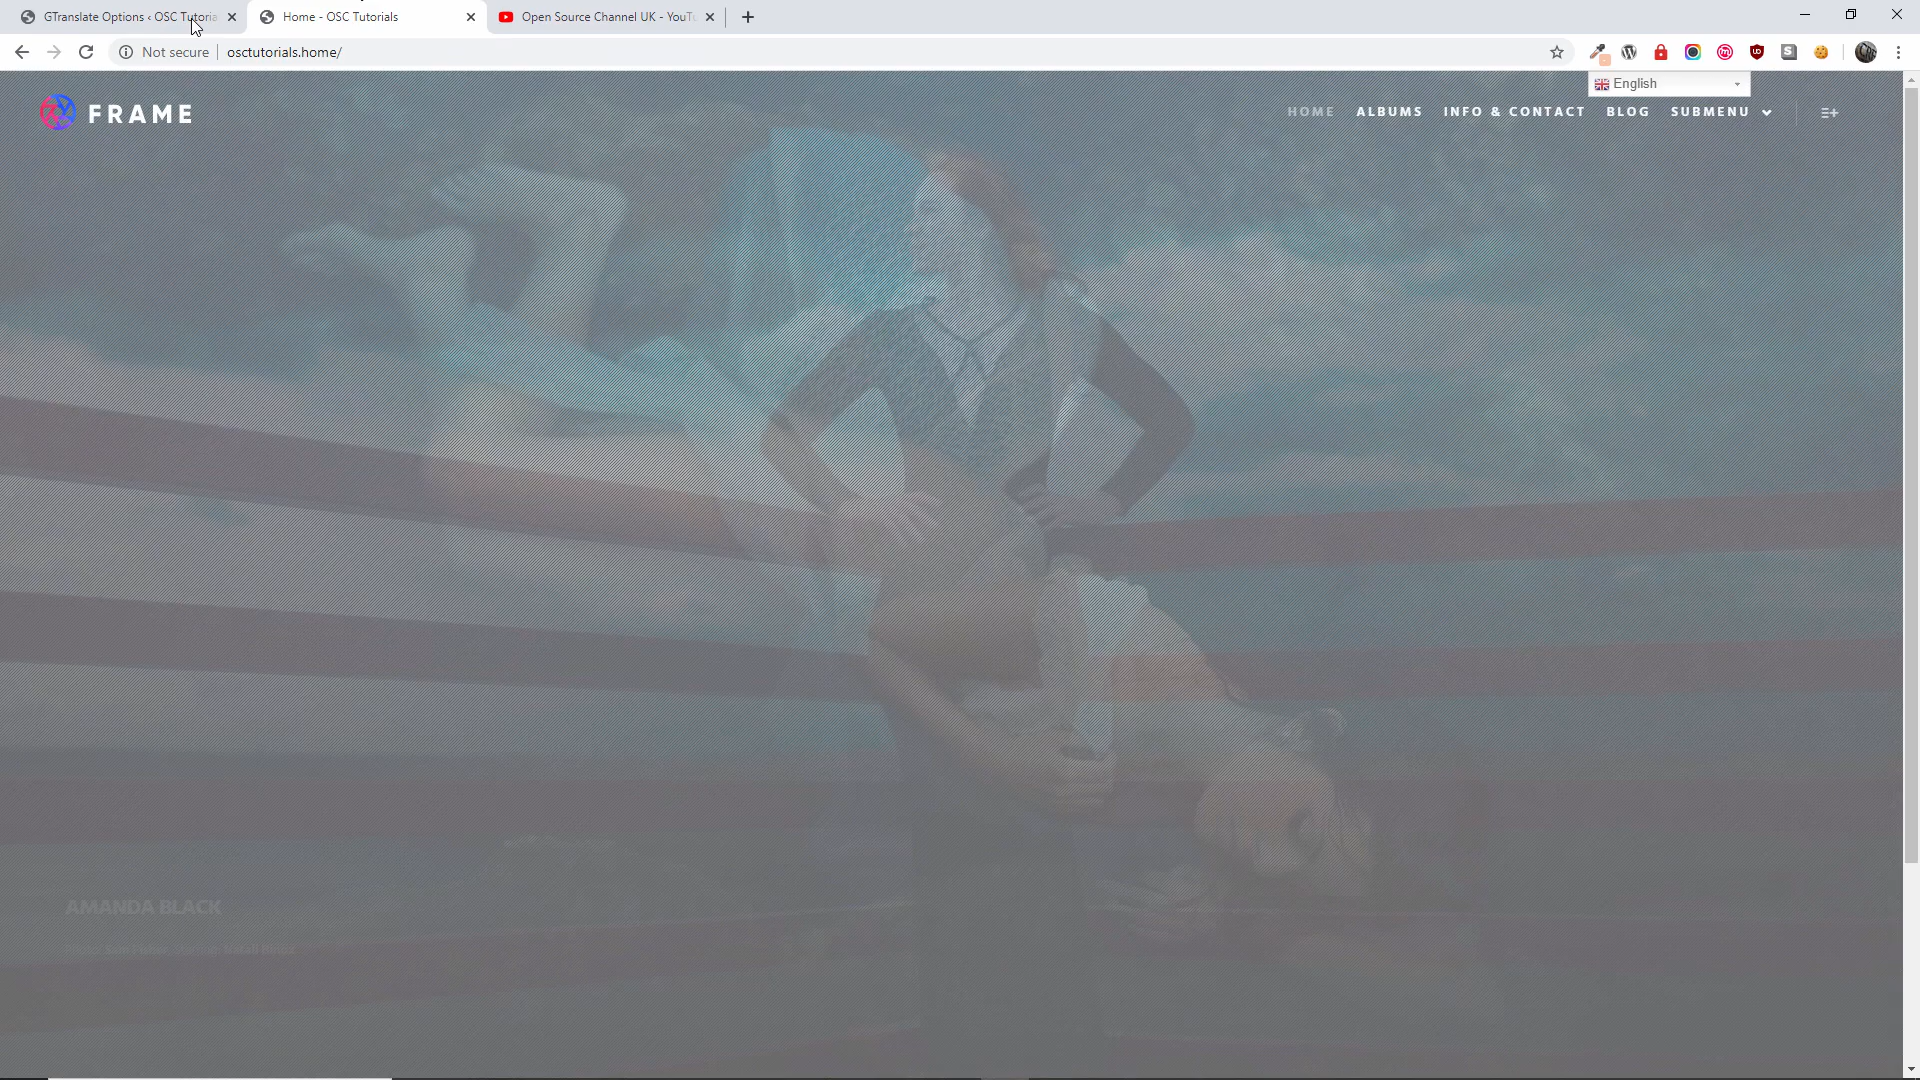 GTranslate Options ‹ OSC Tutoria
Home - OSC Tutorials
Open Source Channel UK - YouTu
Not secure
osctutorials.home/
English
FRAME
HOME
ALBUMS
INFO & CONTACT
BLOG
SUBMENU
AMANDA BLACK